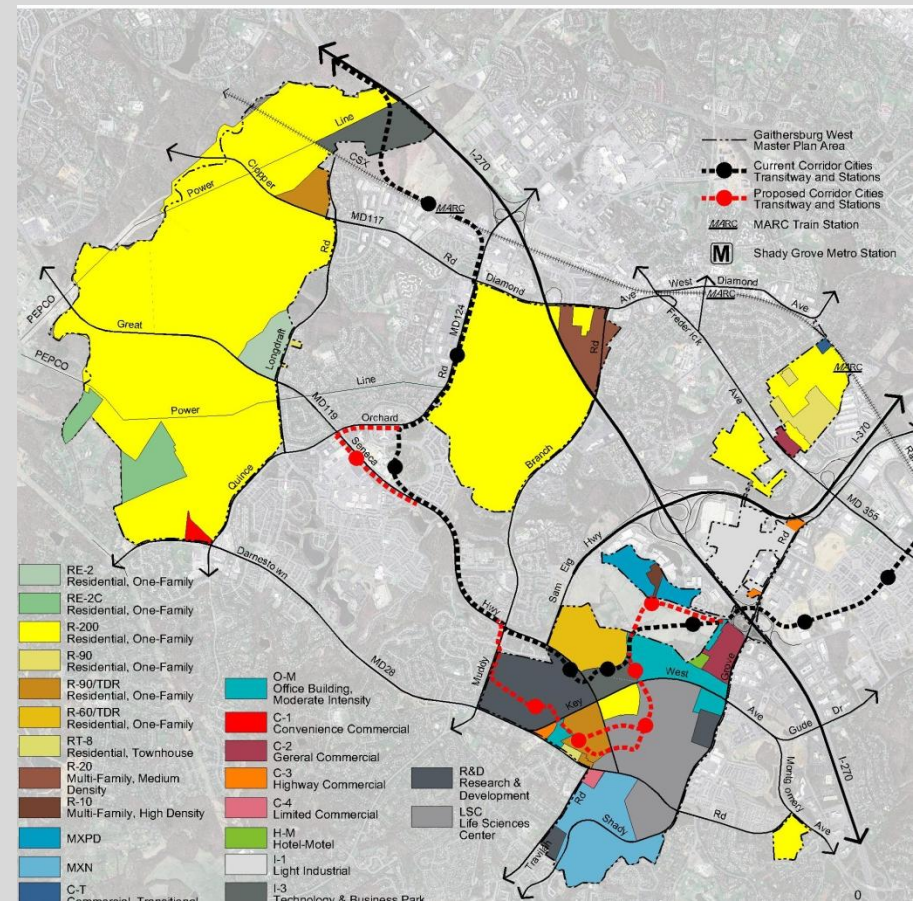 Gaithersburg West
Master Plan Area
Current Corridor Cities
Transitway and Stations
Proposed Corridor Cities
Transitway and Stations
MARC
MARC Train Station
M
Shady Grove Metro Station
I-270
Line
CSX
Clopper
Power
MD117
Rd
MARC
Rd
Diamond
Ave
West
Diamond
Ave
MARC
Frederick
Ave
MARC
PEPCO
Great
Longdraft
MD124
Rd
Rd
PEPCO
Line
Power
MD119
Orchard
Seneca
Quince
Branch
I-370
MD 355
Rd
Darnestown
Sam
Eig
Hwy
Hwy
MD28
Muddy
Key
West
Grove
Ave
Gude
Dr
I-270
Montgomery
Ave
Rd
Rd
Shady
Travilah
0
RE-2
Residential, One-Family
RE-2C
Residential, One-Family
R-200
Residential, One-Family
R-90
Residential, One-Family
R-90/TDR
Residential, One-Family
R-60/TDR
Residential, One-Family
RT-8
Residential, Townhouse
R-20
Multi-Family, Medium
Density
R-10
Multi-Family, High Density
MXPD
MXN
C-T
Commercial, Transitional
O-M
Office Building,
Moderate Intensity
C-1
Convenience Commercial
C-2
Gereral Commercial
C-3
Highway Commercial
C-4
Limited Commercial
H-M
Hotel-Motel
I-1
Light Industrial
I-3
Technology & Business Park
R&D
Research &
Development
LSC
Life Sciences
Center